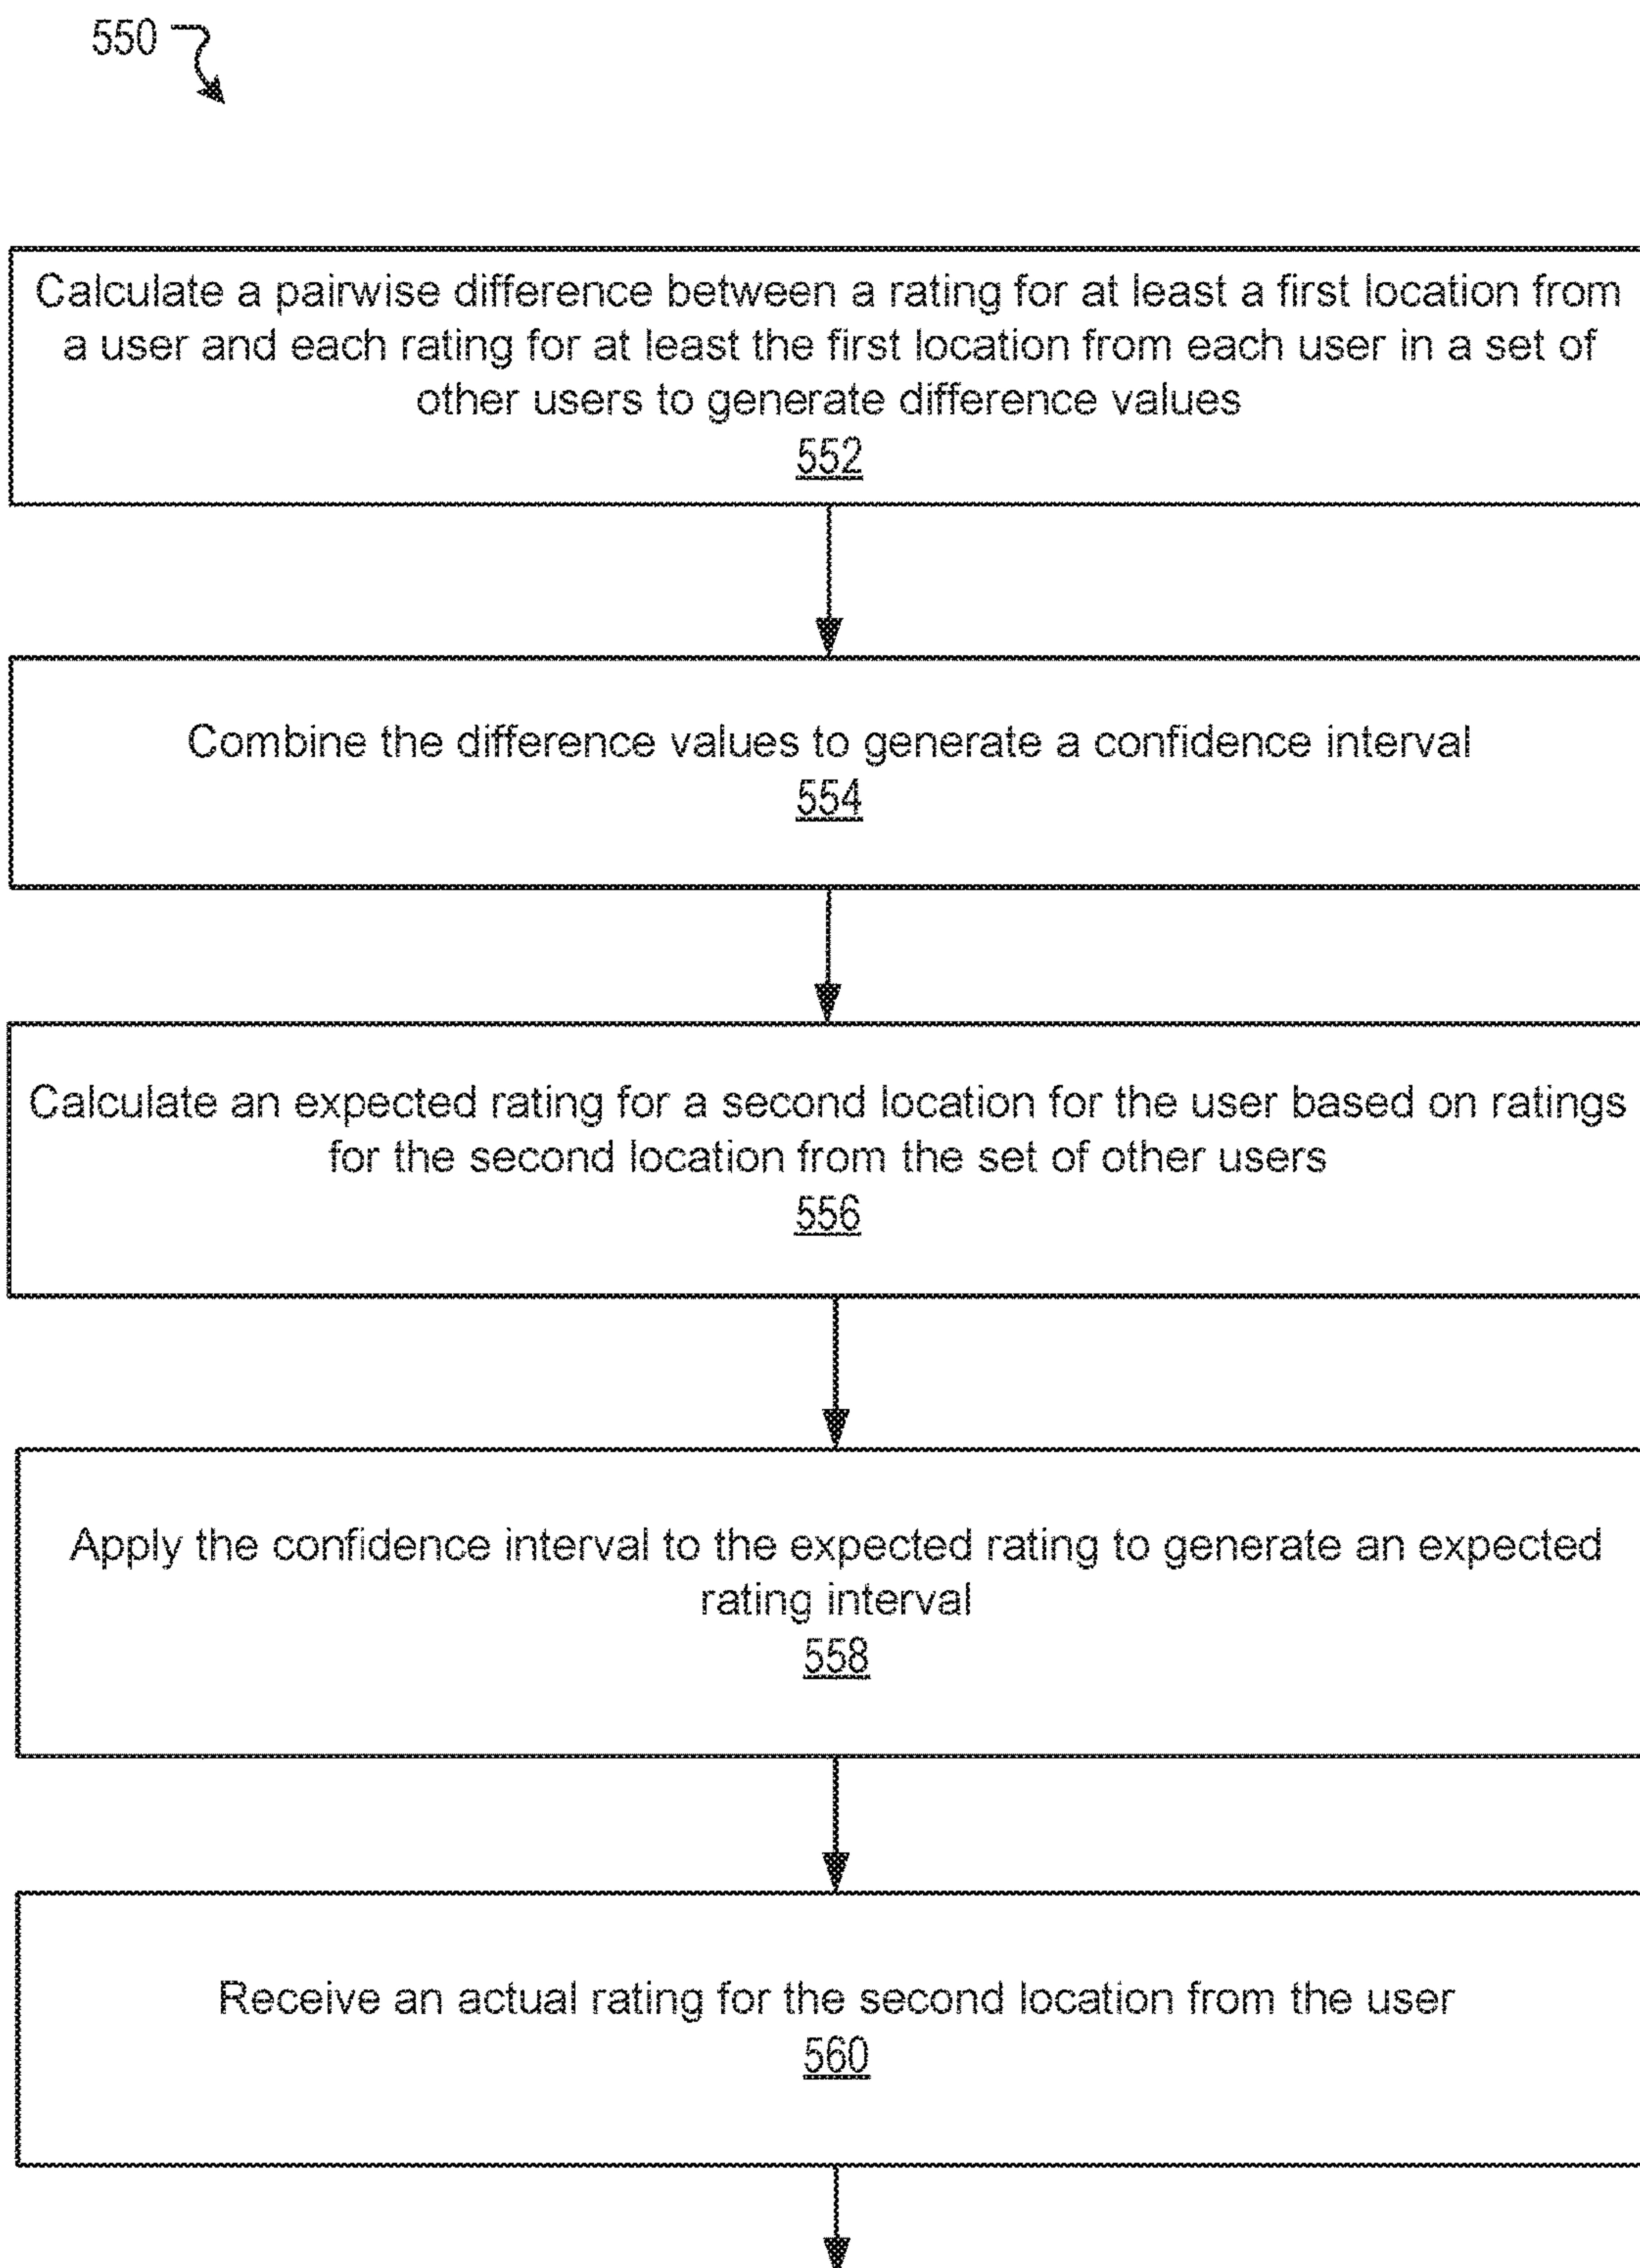 550
Calculate a pairwise difference between a rating for at least a first location from
a user and each rating for at least the first location from each user in a set of
other users to generate difference values
552
Combine the difference values to generate a confidence interval
554
Calculate an expected rating for a second location for the user based on ratings
for the second location from the set of other users
556
Apply the confidence interval to the expected rating to generate an expected
rating interval
558
Receive an actual rating for the second location from the user
560